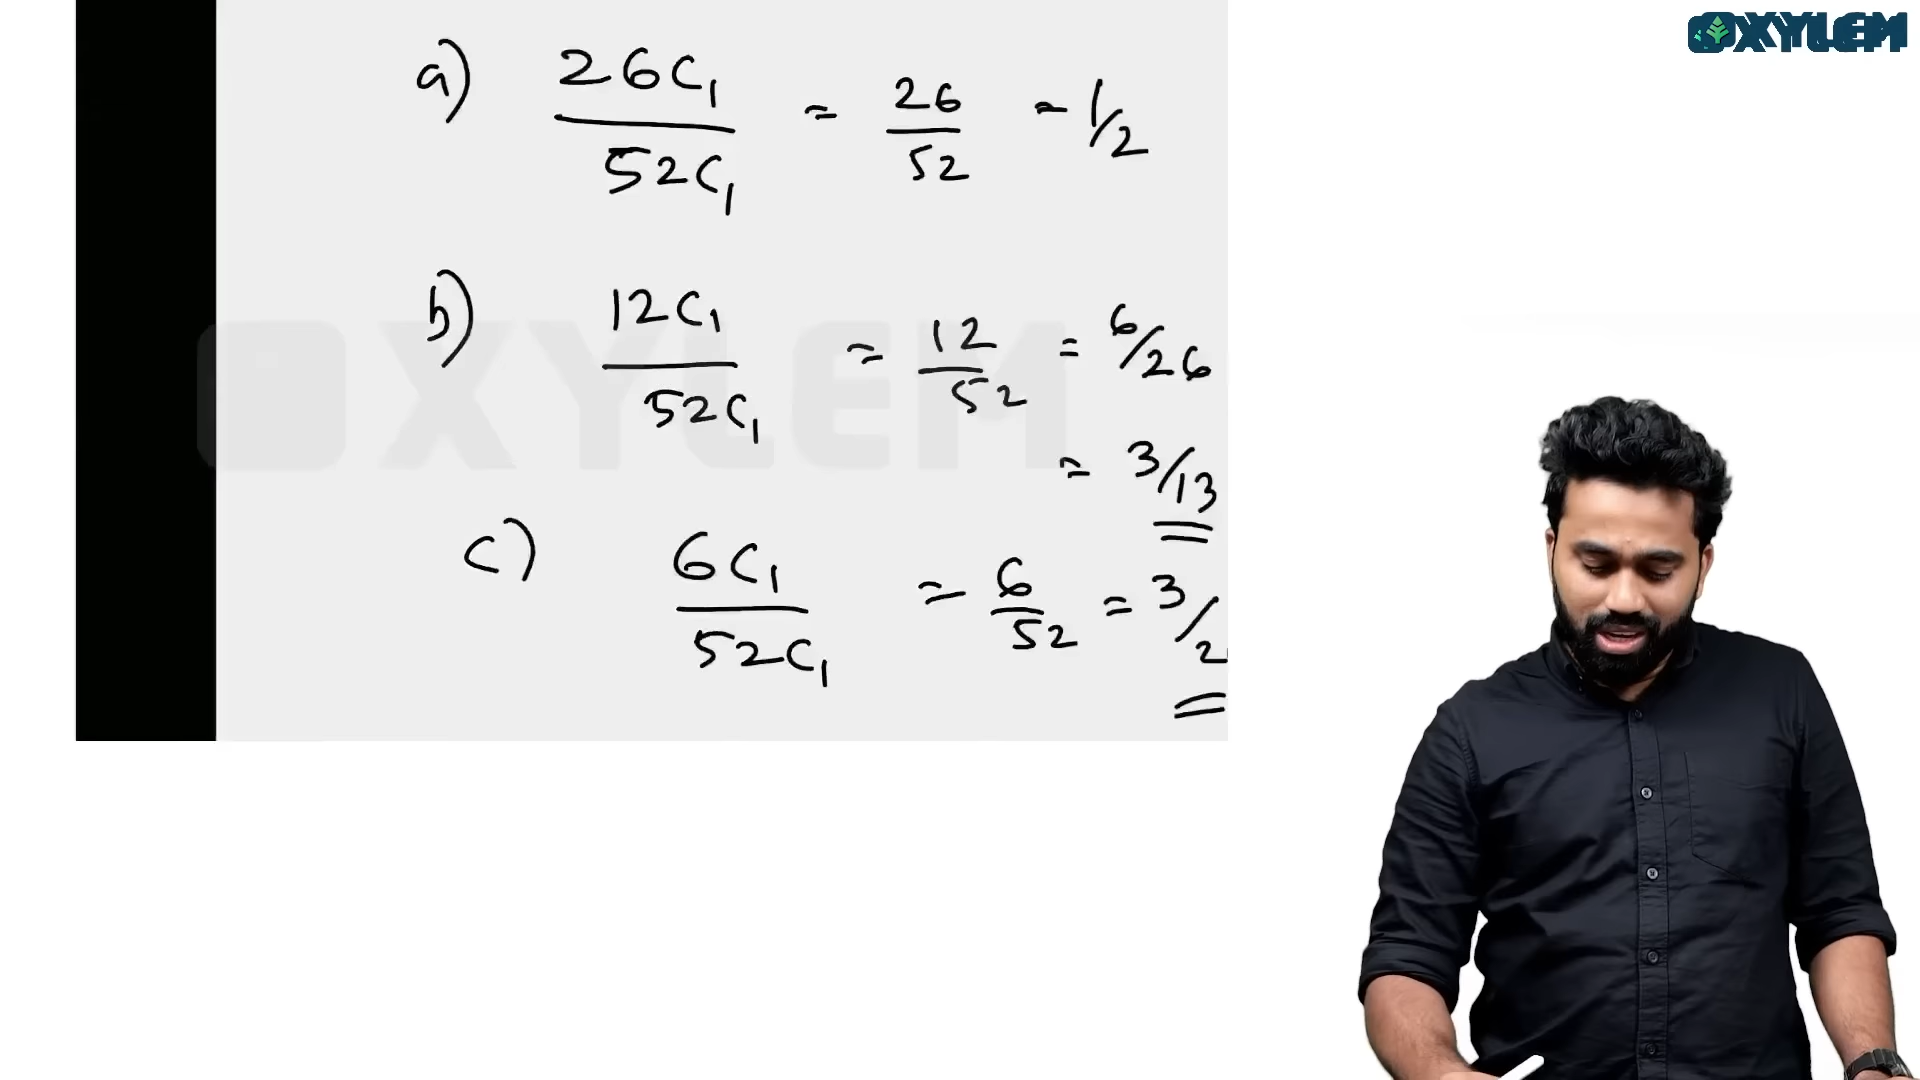 OXYLEM
a) 26C₁ / 52C₁ = 26/52 = 1/2
b) 12C₁ / 52C₁ = 12/52 = 6/26
= 3/13
c) 6C₁ / 52C₁ = 6/52 = 3/2
XYLEM